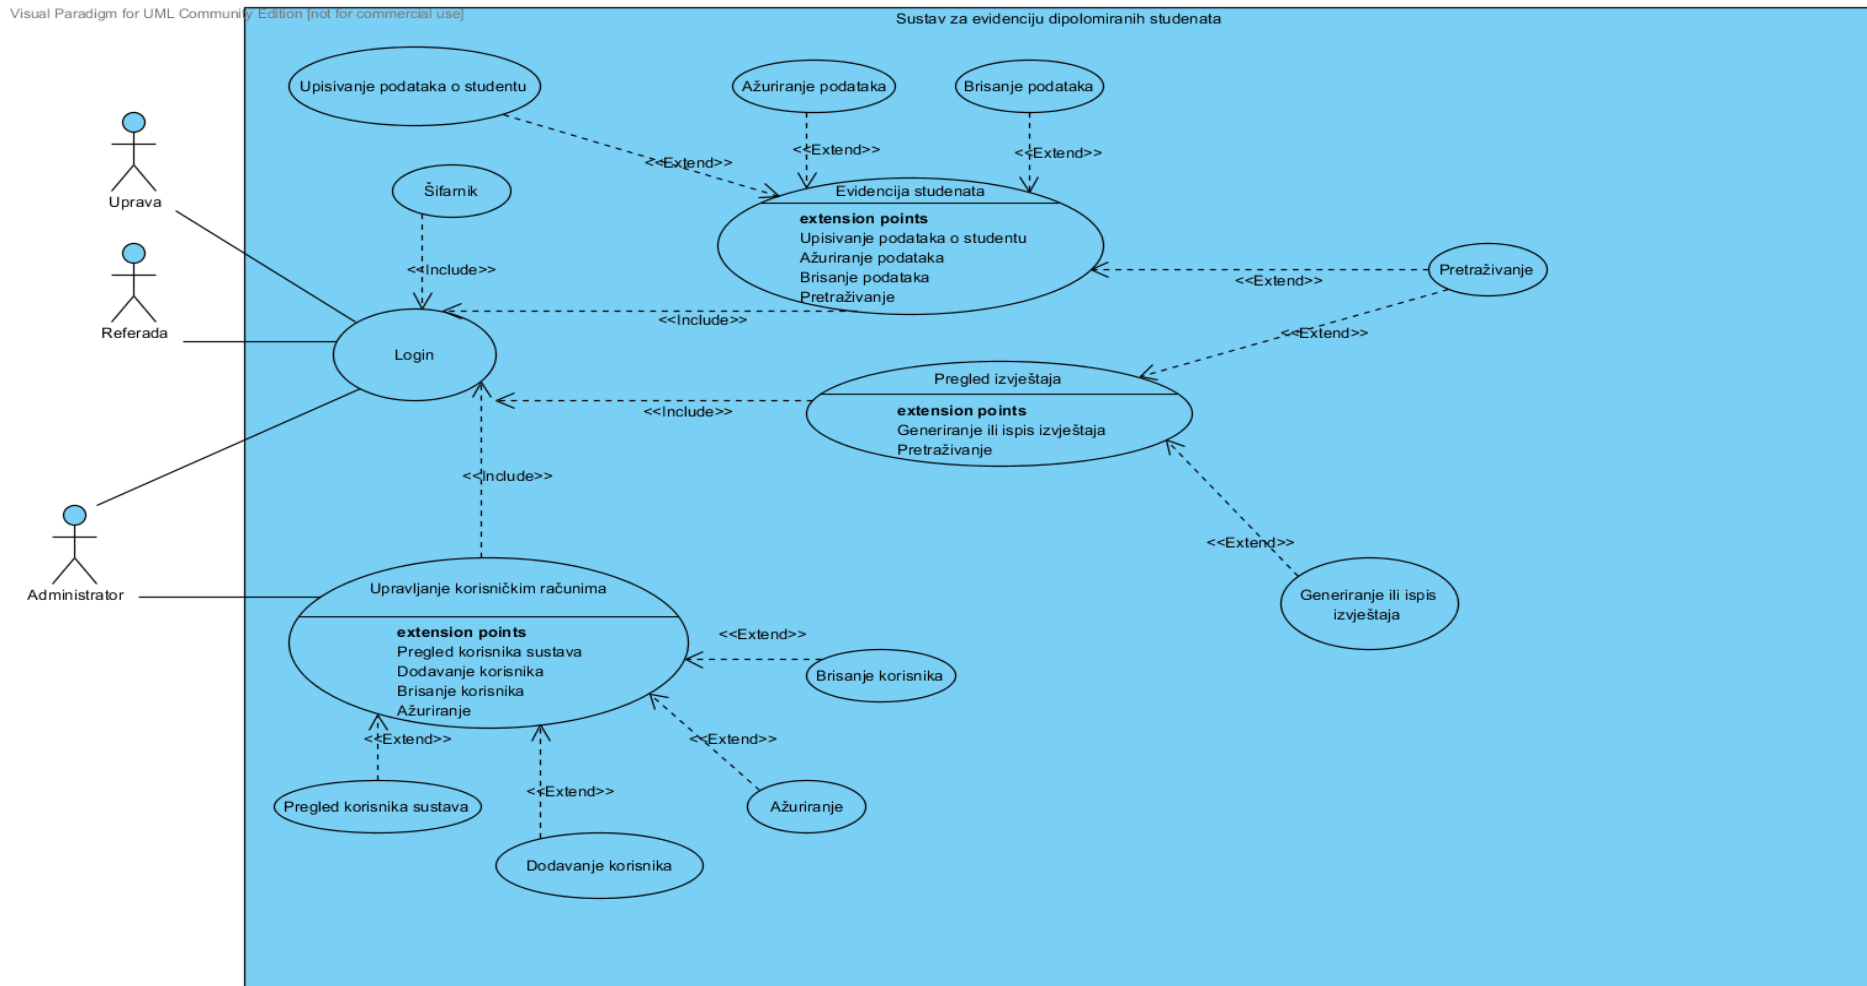 Visual Paradigm for UML Community Edition [not for commercial use]
Sustav za evidenciju dipolomiranih studenata
Upisivanje podataka o studentu
Ažuriranje podataka
Brisanje podataka
<<Extend>>
<<Extend>>
<<Extend>>
Uprava
Šifarnik
Evidencija studenata
extension points
Upisivanje podataka o studentu
Ažuriranje podataka
Brisanje podataka
Pretraživanje
<<Include>>
Pretraživanje
<<Extend>>
Referada
<<Include>>
<<Extend>>
Login
Pregled izvještaja
extension points
Generiranje ili ispis izvještaja
Pretraživanje
<<Include>>
<<Include>>
<<Extend>>
Administrator
Upravljanje korisničkim računima
extension points
Pregled korisnika sustava
Dodavanje korisnika
Brisanje korisnika
Ažuriranje
Generiranje ili ispis
izvještaja
<<Extend>>
Brisanje korisnika
<<Extend>>
<<Extend>>
<<Extend>>
Pregled korisnika sustava
Ažuriranje
Dodavanje korisnika